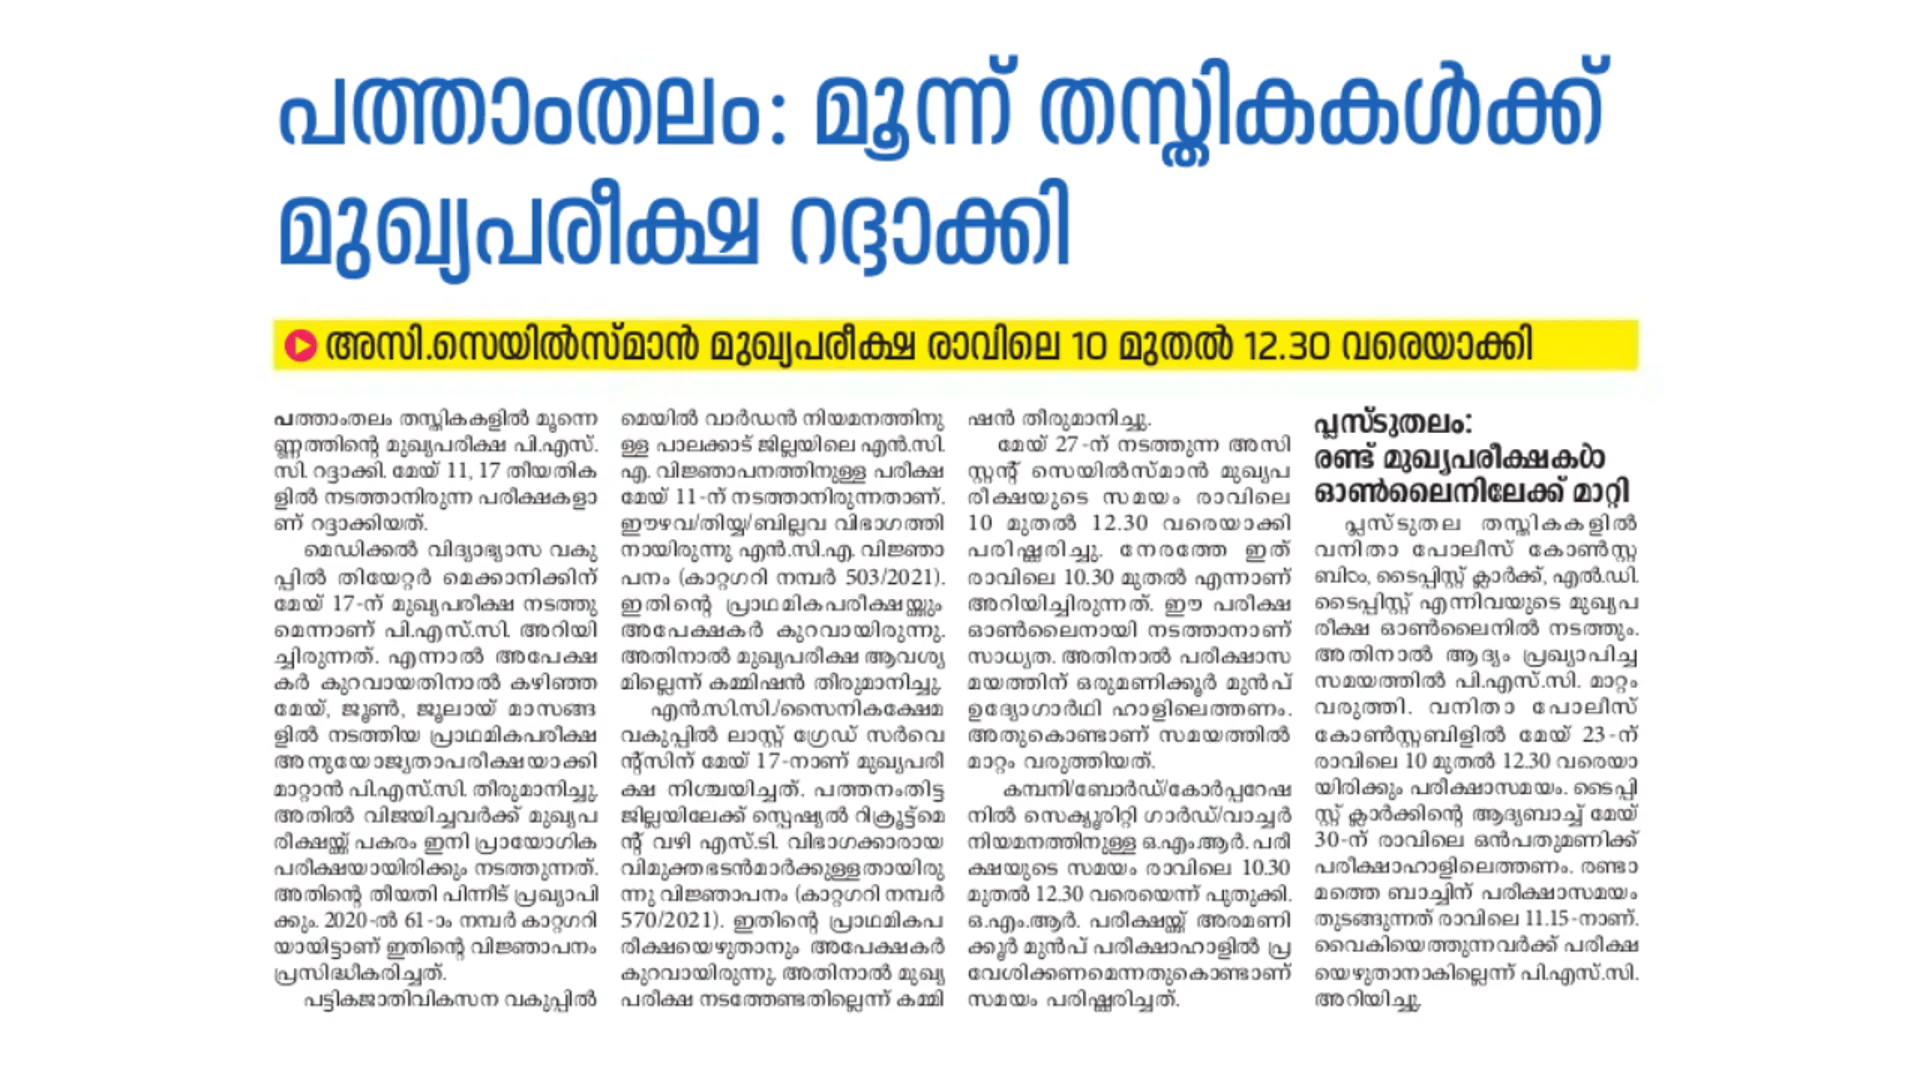 പത്താംതലം: മൂന്ന് തസ്തികകൾക്ക്
മുഖ്യപരീക്ഷ റദ്ദാക്കി
അസി.സെയിൽസ്മാൻ മുഖ്യപരീക്ഷ രാവിലെ 10 മുതൽ 12.30 വരെയാക്കി
പത്താംതലം തസ്തികകളിൽ മൂന്നെ
ണ്ണത്തിന്റെ മുഖ്യപരീക്ഷ പി.എസ്.
സി. റദ്ദാക്കി. മേയ് 11, 17 തിയതിക
ളിൽ നടത്താനിരുന്ന പരീക്ഷകളാ
ണ് റദ്ദാക്കിയത്.
മെഡിക്കൽ വിദ്യാഭ്യാസ വകു
പ്പിൽ തിയേറ്റർ മെക്കാനിക്കിന്
മേയ് 17-ന് മുഖ്യപരീക്ഷ നടത്തു
മെന്നാണ് പി.എസ്.സി. അറിയി
ച്ചിരുന്നത്. എന്നാൽ അപേക്ഷ
കർ കുറവായതിനാൽ കഴിഞ്ഞ
മേയ്, ജൂൺ, ജൂലായ് മാസങ്ങ
ളിൽ നടത്തിയ പ്രാഥമികപരീക്ഷ
അനുയോജ്യതാപരീക്ഷയാക്കി
മാറ്റാൻ പി.എസ്.സി. തീരുമാനിച്ചു.
അതിൽ വിജയിച്ചവർക്ക് മുഖ്യപ
രീക്ഷയ്ക്ക് പകരം ഇനി പ്രായോഗിക
പരീക്ഷയായിരിക്കും നടത്തുന്നത്.
അതിന്റെ തീയതി പിന്നീട് പ്രഖ്യാപി
ക്കും. 2020-ൽ 61-ാം നമ്പർ കാറ്റഗറി
യായിട്ടാണ് ഇതിന്റെ വിജ്ഞാപനം
പ്രസിദ്ധീകരിച്ചത്.
പട്ടികജാതിവികസന വകുപ്പിൽ
മെയിൽ വാർഡൻ നിയമനത്തിനു
ള്ള പാലക്കാട് ജില്ലയിലെ എൻ.സി.
എ. വിജ്ഞാപനത്തിനുള്ള പരീക്ഷ
മേയ് 11-ന് നടത്താനിരുന്നതാണ്.
ഈഴവ/തിയ്യ/ബില്ലവ വിഭാഗത്തി
നായിരുന്നു എൻ.സി.എ. വിജ്ഞാ
പനം (കാറ്റഗറി നമ്പർ 503/2021).
ഇതിന്റെ പ്രാഥമികപരീക്ഷയ്ക്കും
അപേക്ഷകർ കുറവായിരുന്നു.
അതിനാൽ മുഖ്യപരീക്ഷ ആവശ്യ
മില്ലെന്ന് കമ്മിഷൻ തീരുമാനിച്ചു.
എൻ.സി.സി./സൈനികക്ഷേമ
വകുപ്പിൽ ലാസ്റ്റ് ഗ്രേഡ് സർവെ
ന്റ്സിന് മേയ് 17-നാണ് മുഖ്യപരീ
ക്ഷ നിശ്ചയിച്ചത്. പത്തനംതിട്ട
ജില്ലയിലേക്ക് സ്പെഷ്യൽ റിക്രൂട്ട്മെ
ന്റ് വഴി എസ്.ടി. വിഭാഗക്കാരായ
വിമുക്തഭടൻമാർക്കുള്ളതായിരു
ന്നു വിജ്ഞാപനം (കാറ്റഗറി നമ്പർ
570/2021). ഇതിന്റെ പ്രാഥമികപ
രീക്ഷയെഴുതാനും അപേക്ഷകർ
കുറവായിരുന്നു. അതിനാൽ മുഖ്യ
പരീക്ഷ നടത്തേണ്ടതില്ലെന്ന് കമ്മി
ഷൻ തീരുമാനിച്ചു.
മേയ് 27-ന് നടത്തുന്ന അസി
സ്റ്റന്റ് സെയിൽസ്മാൻ മുഖ്യപ
രീക്ഷയുടെ സമയം രാവിലെ
10 മുതൽ 12.30 വരെയാക്കി
പരിഷ്കരിച്ചു. നേരത്തേ ഇത്
രാവിലെ 10.30 മുതൽ എന്നാണ്
അറിയിച്ചിരുന്നത്. ഈ പരീക്ഷ
ഓൺലൈനായി നടത്താനാണ്
സാധ്യത. അതിനാൽ പരീക്ഷാസ
മയത്തിന് ഒരുമണിക്കൂർ മുൻപ്
ഉദ്യോഗാർഥി ഹാളിലെത്തണം.
അതുകൊണ്ടാണ് സമയത്തിൽ
മാറ്റം വരുത്തിയത്.
കമ്പനി/ബോർഡ്/കോർപ്പറേഷ
നിൽ സെക്യൂരിറ്റി ഗാർഡ്/വാച്ചർ
നിയമനത്തിനുള്ള ഒ.എം.ആർ. പരീ
ക്ഷയുടെ സമയം രാവിലെ 10.30
മുതൽ 12.30 വരെയെന്ന് പുതുക്കി.
ഒ.എം.ആർ. പരീക്ഷയ്ക്ക് അരമണി
ക്കൂർ മുൻപ് പരീക്ഷാഹാളിൽ പ്ര
വേശിക്കണമെന്നതുകൊണ്ടാണ്
സമയം പരിഷ്കരിച്ചത്.
പ്ലസ്ടുതലം:
രണ്ട് മുഖ്യപരീക്ഷകൾ
ഓൺലൈനിലേക്ക് മാറ്റി
പ്ലസ്ടുതല തസ്തികകളിൽ
വനിതാ പോലീസ് കോൺസ്റ്റ
ബിൾ, ടൈപ്പിസ്റ്റ് ക്ലാർക്ക്, എൽ.ഡി.
ടൈപ്പിസ്റ്റ് എന്നിവയുടെ മുഖ്യപ
രീക്ഷ ഓൺലൈനിൽ നടത്തും.
അതിനാൽ ആദ്യം പ്രഖ്യാപിച്ച
സമയത്തിൽ പി.എസ്.സി. മാറ്റം
വരുത്തി. വനിതാ പോലീസ്
കോൺസ്റ്റബിളിൽ മേയ് 23-ന്
രാവിലെ 10 മുതൽ 12.30 വരെയാ
യിരിക്കും പരീക്ഷാസമയം. ടൈപ്പി
സ്റ്റ് ക്ലാർക്കിന്റെ ആദ്യബാച്ച് മേയ്
30-ന് രാവിലെ ഒൻപതുമണിക്ക്
പരീക്ഷാഹാളിലെത്തണം. രണ്ടാ
മത്തെ ബാച്ചിന് പരീക്ഷാസമയം
തുടങ്ങുന്നത് രാവിലെ 11.15-നാണ്.
വൈകിയെത്തുന്നവർക്ക് പരീക്ഷ
യെഴുതാനാകില്ലെന്ന് പി.എസ്.സി.
അറിയിച്ചു.